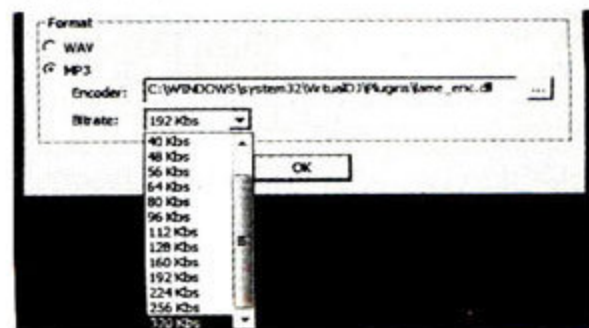 Format
WAV
MP3
Encoder: C:\WINDOWS\system32\VirtualDJ\Plugins\lame_enc.dll ...
Bitrate: 192 Kbs
40 Kbs
48 Kbs
56 Kbs
64 Kbs
80 Kbs
96 Kbs
OK
112 Kbs
128 Kbs
160 Kbs
192 Kbs
224 Kbs
256 Kbs
320 Kbs